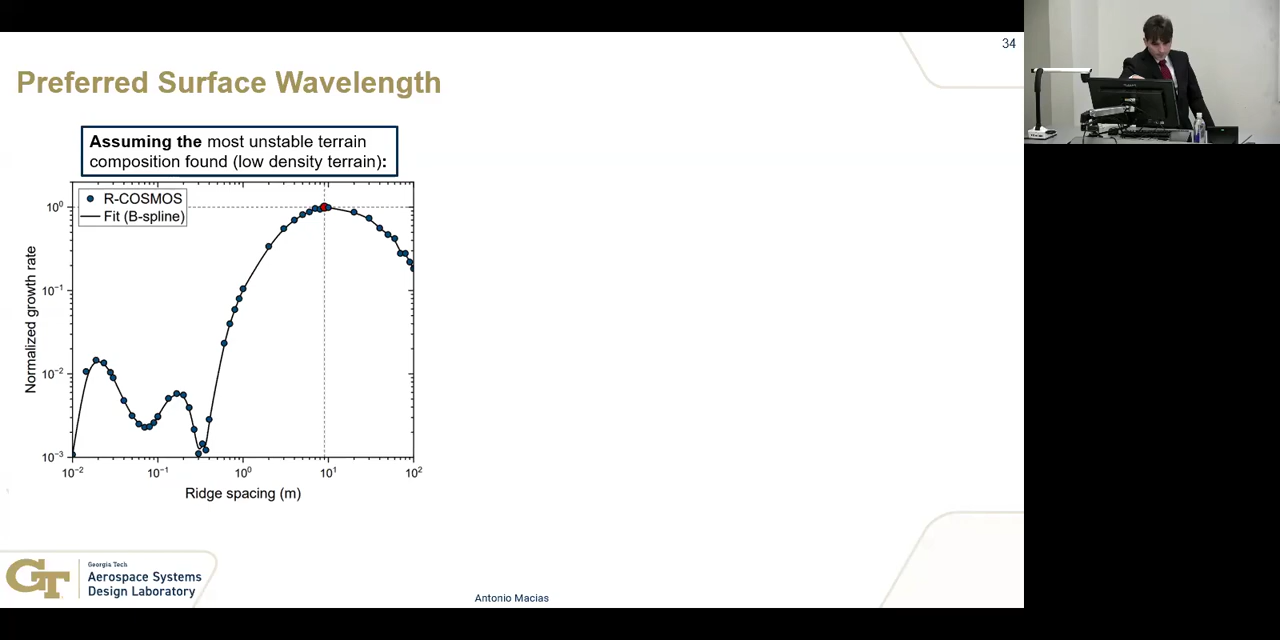 34
Preferred Surface Wavelength
Assuming the most unstable terrain
composition found (low density terrain):
R-COSMOS
Fit (B-spline)
Normalized growth rate
10⁰
10⁻¹
10⁻²
10⁻³
10⁻² 10⁻¹ 10⁰ 10¹ 10²
Ridge spacing (m)
GT
Georgia Tech
Aerospace Systems
Design Laboratory
Antonio Macias